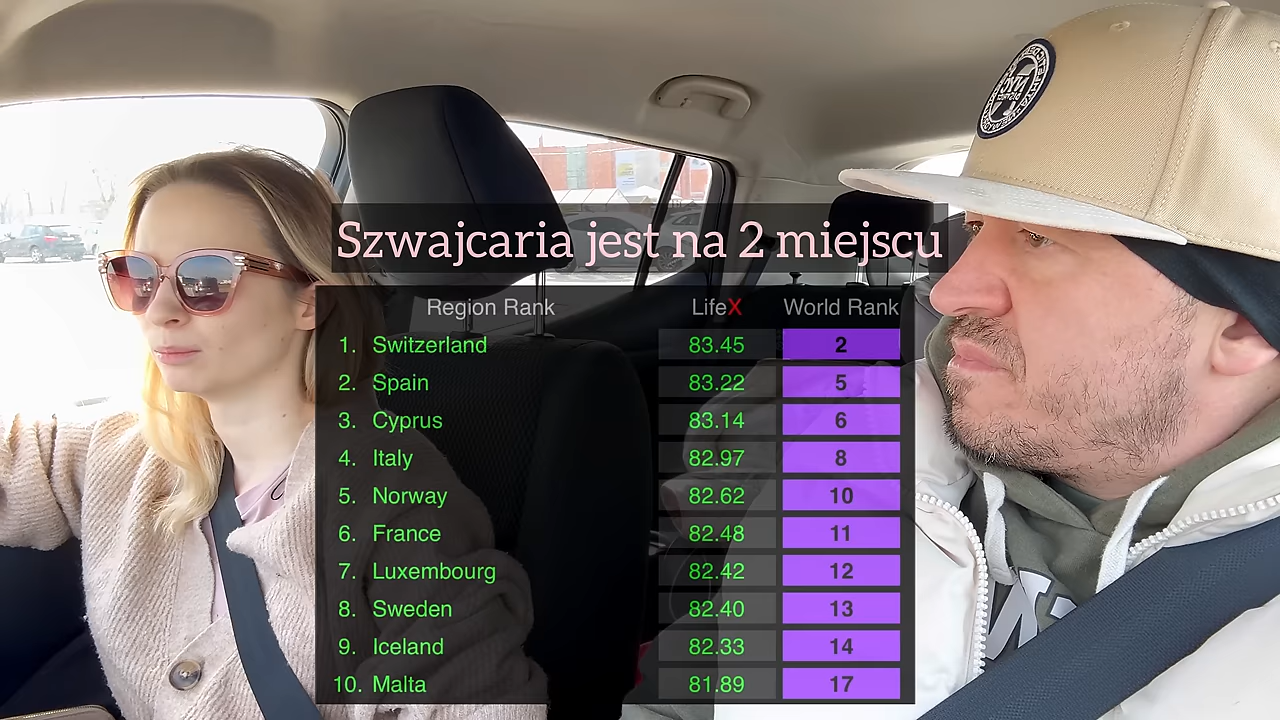 Szwajcaria jest na 2 miejscu
Region Rank LifeX World Rank
1. Switzerland 83.45 2
2. Spain 83.22 5
3. Cyprus 83.14 6
4. Italy 82.97 8
5. Norway 82.62 10
6. France 82.48 11
7. Luxembourg 82.42 12
8. Sweden 82.40 13
9. Iceland 82.33 14
10. Malta 81.89 17